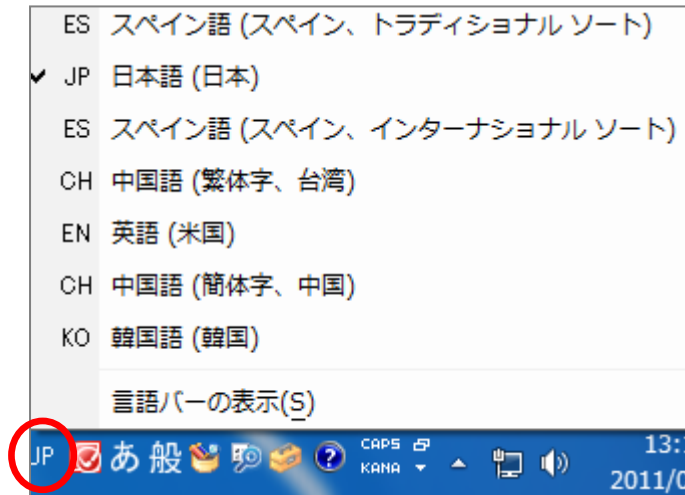 ES スペイン語 (スペイン、トラディショナル ソート)
JP 日本語 (日本)
ES スペイン語 (スペイン、インターナショナル ソート)
CH 中国語 (繁体字、台湾)
EN 英語 (米国)
CH 中国語 (簡体字、中国)
KO 韓国語 (韓国)
言語バーの表示(S)
JP あ 般 ? CAPS 13:
KANA 2011/0